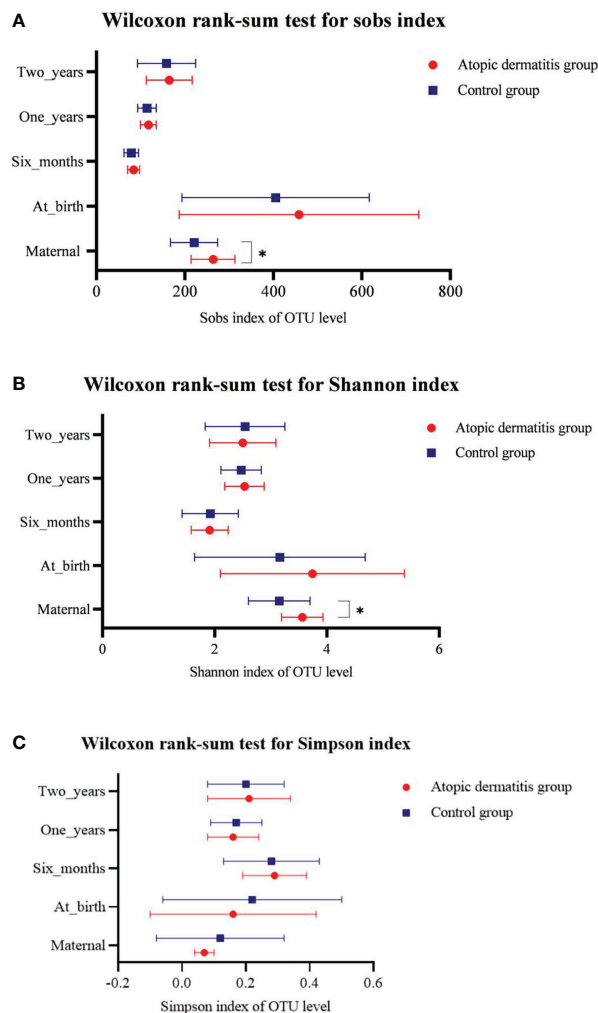 A
Wilcoxon rank-sum test for sobs index
Two_years
One_years
Six_months
At_birth
Maternal
*
Atopic dermatitis group
Control group
0 200 400 600 800
Sobs index of OTU level
B
Wilcoxon rank-sum test for Shannon index
Two_years
One_years
Six_months
At_birth
Maternal
*
Atopic dermatitis group
Control group
0 2 4 6
Shannon index of OTU level
C
Wilcoxon rank-sum test for Simpson index
Two_years
One_years
Six_months
At_birth
Maternal
Atopic dermatitis group
Control group
-0.2 0.0 0.2 0.4 0.6
Simpson index of OTU level